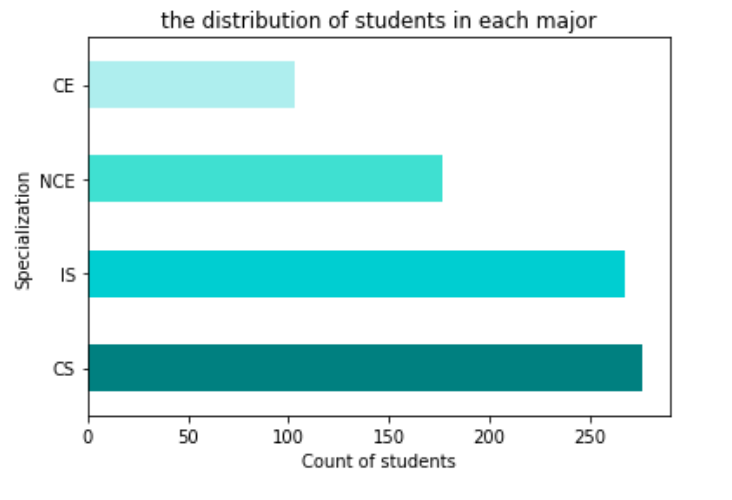 the distribution of students in each major
CE
NCE
IS
CS
Specialization
0 50 100 150 200 250
Count of students